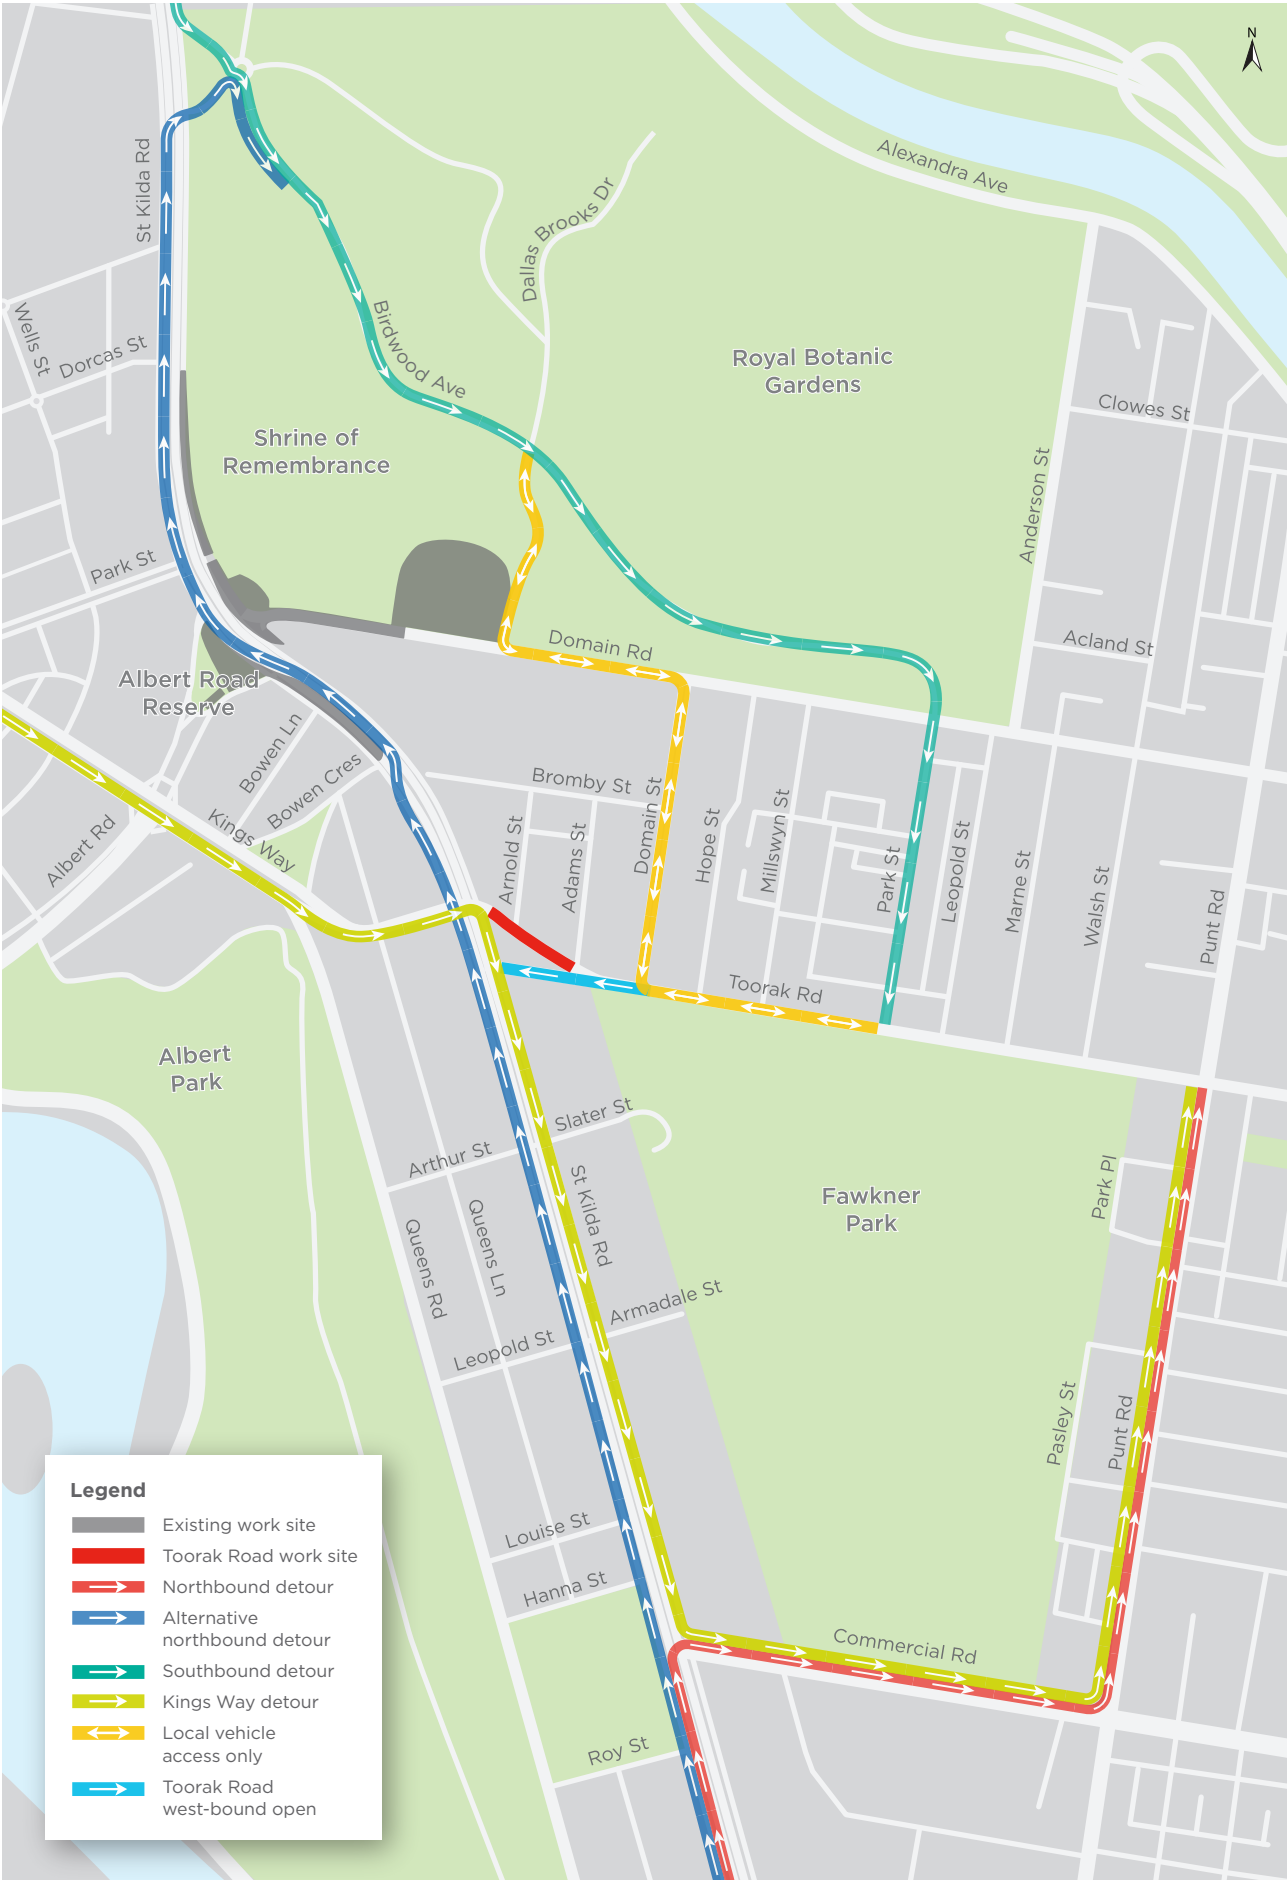 N
Alexandra Ave
St Kilda Rd
Dallas Brooks Dr
Wells St
Dorcas St
Birdwood Ave
Royal Botanic
Gardens
Clowes St
Shrine of
Remembrance
Anderson St
Park St
Domain Rd
Acland St
Albert Road
Reserve
Bowen Ln
Bowen Cres
Bromby St
Kings Way
Albert Rd
Arnold St
Adams St
Domain St
Hope St
Millswyn St
Park St
Leopold St
Marne St
Walsh St
Punt Rd
Toorak Rd
Albert
Park
Slater St
Arthur St
St Kilda Rd
Queens Ln
Queens Rd
Fawkner
Park
Park Pl
Armadale St
Leopold St
Pasley St
Punt Rd
Louise St
Hanna St
Commercial Rd
Roy St
Legend
Existing work site
Toorak Road work site
Northbound detour
Alternative
northbound detour
Southbound detour
Kings Way detour
Local vehicle
access only
Toorak Road
west-bound open